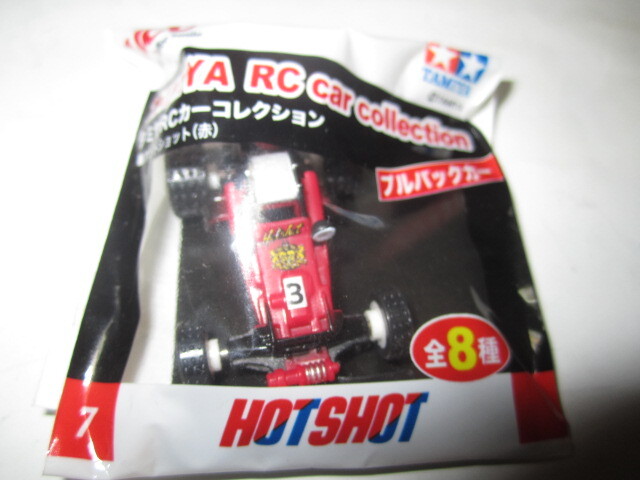 YA RC car collection
TAMIYA
RCカーコレクション
ョット(赤)
プルバックカー
3
全8種
7
HOTSHOT